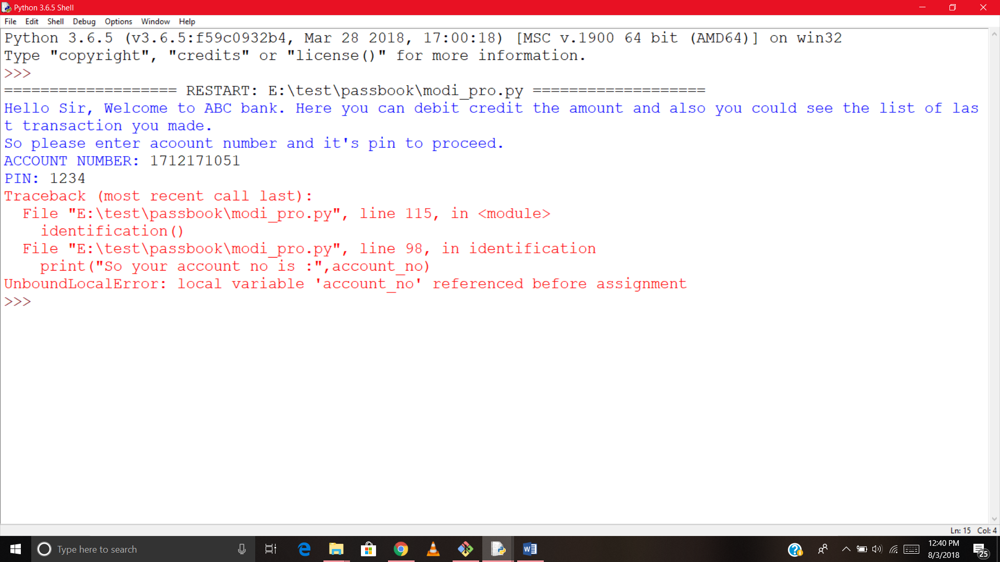 Python 3.6.5 Shell
File Edit Shell Debug Options Window Help
Python 3.6.5 (v3.6.5:f59c0932b4, Mar 28 2018, 17:00:18) [MSC v.1900 64 bit (AMD64)] on win32
Type "copyright", "credits" or "license()" for more information.
>>>
=================== RESTART: E:\test\passbook\modi_pro.py ===================
Hello Sir, Welcome to ABC bank. Here you can debit credit the amount and also you could see the list of las
t transaction you made.
So please enter acoount number and it's pin to proceed.
ACCOUNT NUMBER: 1712171051
PIN: 1234
Traceback (most recent call last):
  File "E:\test\passbook\modi_pro.py", line 115, in <module>
    identification()
  File "E:\test\passbook\modi_pro.py", line 98, in identification
    print("So your account no is :",account_no)
UnboundLocalError: local variable 'account_no' referenced before assignment
>>>
Ln: 15 Col: 4
Type here to search
12:40 PM
8/3/2018
25